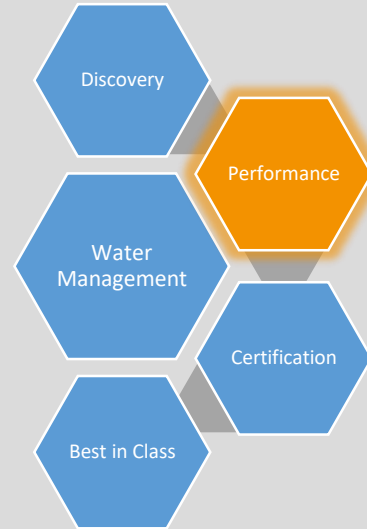 Discovery
Performance
Water
Management
Certification
Best in Class